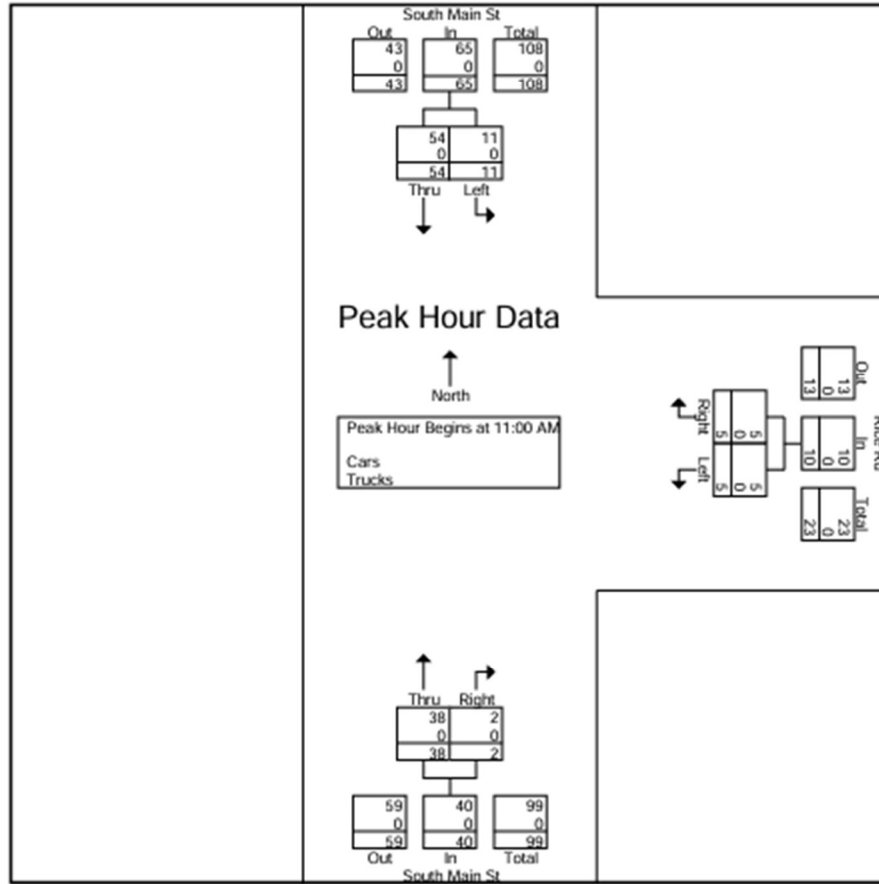 South Main St
Out In Total
43 65 108
0 0 0
43 65 108
54 11
0 0
54 11
Thru Left
Peak Hour Data
North
Peak Hour Begins at 11:00 AM
Cars
Trucks
Right
5 0 5
Left
5 0 5
Out
13 0 13
In
10 0 10
Total
23 0 23
Thru Right
38 2
0 0
38 2
59 40 99
0 0 0
59 40 99
Out In Total
South Main St